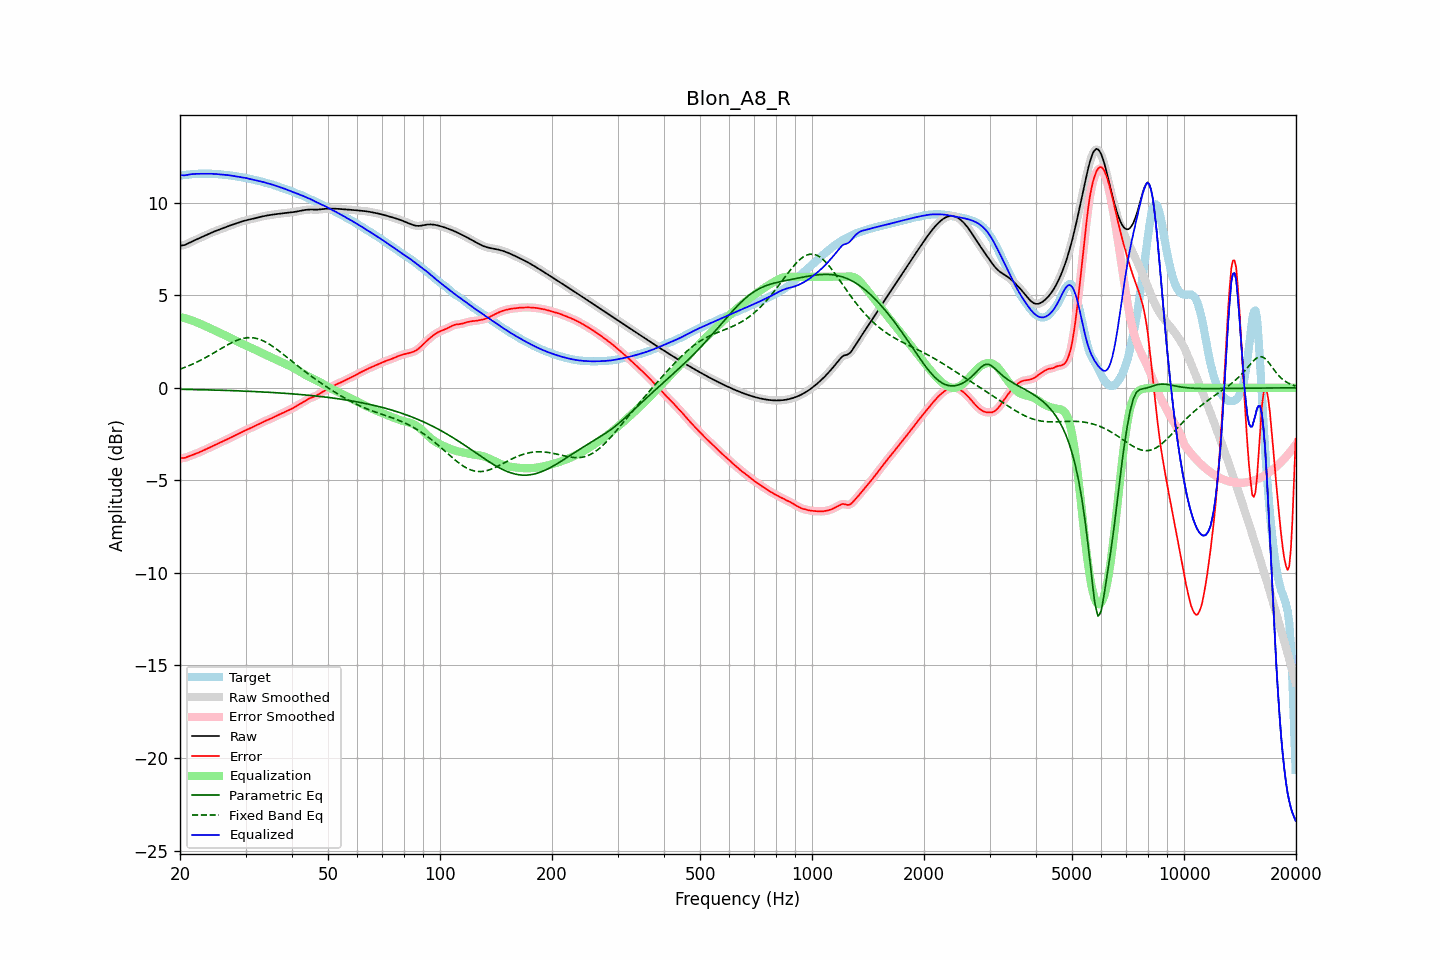 Blon_A8_R
Amplitude (dBr)
10
5
0
−5
−10
−15
−20
−25
Target
Raw Smoothed
Error Smoothed
Raw
Error
Equalization
Parametric Eq
Fixed Band Eq
Equalized
20 50 100 200 500 1000 2000 5000 10000 20000
Frequency (Hz)